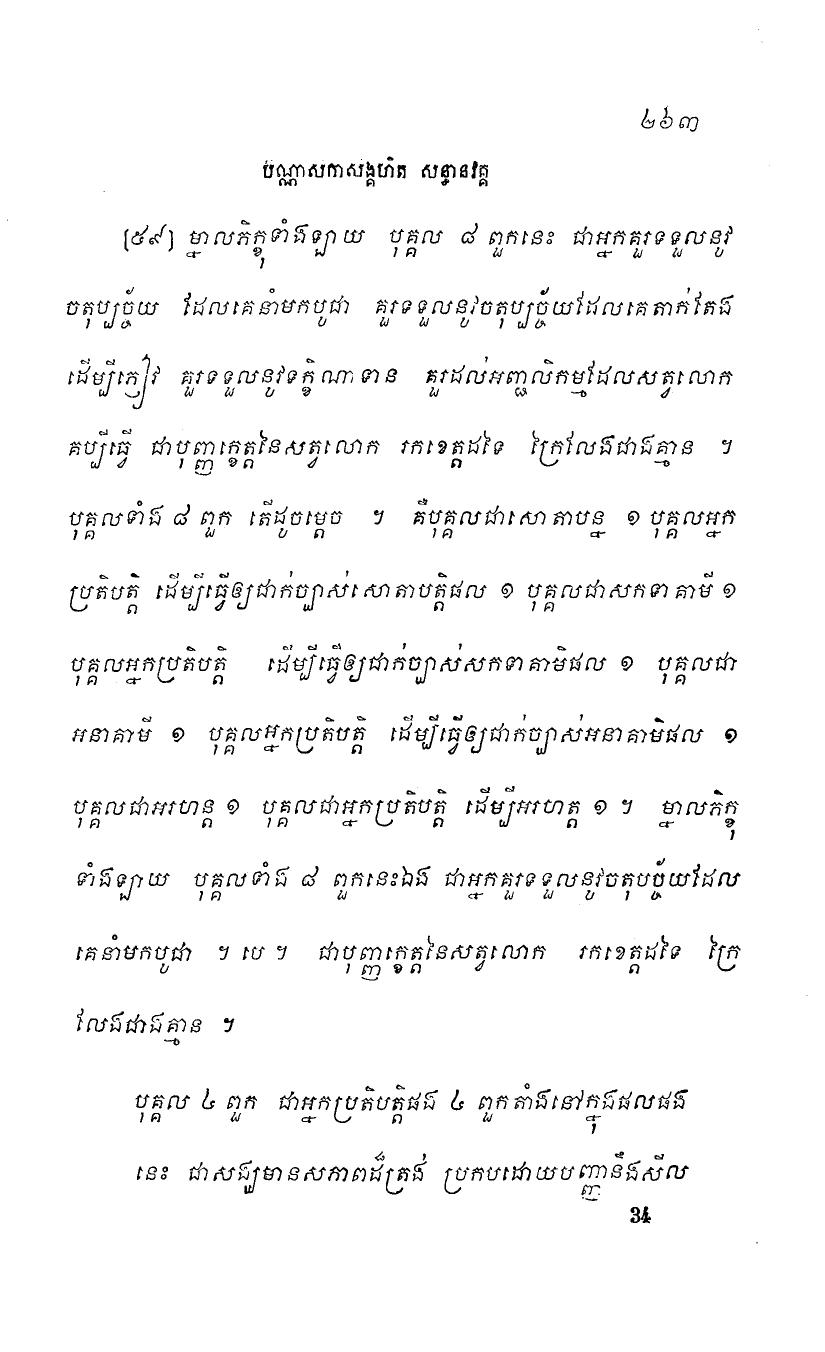 ២៦៣
បណ្ណាសកាសង្គហិត សន្ធានវគ្គ
[៥៩] ម្នាលភិក្ខុទាំងឡាយ បុគ្គល ៨ ពួកនេះ ជាអ្នកគួរទទួលនូវ
ចតុប្បច្ច័យ ដែលគេនាំមកបូជា គួរទទួលនូវចតុប្បច្ច័យដែលគេតាក់តែង
ដើម្បីភ្ញៀវ គួរទទួលនូវទក្ខិណាទាន គួរដល់អញ្ជលិកម្មដែលសត្វលោក
គប្បីធ្វើ ជាបុញ្ញក្ខេត្តនៃសត្វលោក រកខេត្តដទៃ ក្រៃលែងជាងគ្មាន ។
បុគ្គលទាំង ៨ ពួក តើដូចម្តេច ។ គឺបុគ្គលជាសោតាបន្ន ១ បុគ្គលអ្នក
ប្រតិបត្តិ ដើម្បីធ្វើឲ្យជាក់ច្បាស់សោតាបត្តិផល ១ បុគ្គលជាសកទាគាមី ១
បុគ្គលអ្នកប្រតិបត្តិ ដើម្បីធ្វើឲ្យជាក់ច្បាស់សកទាគាមិផល ១ បុគ្គលជា
អនាគាមី ១ បុគ្គលអ្នកប្រតិបត្តិ ដើម្បីធ្វើឲ្យជាក់ច្បាស់អនាគាមិផល ១
បុគ្គលជាអរហន្ត ១ បុគ្គលជាអ្នកប្រតិបត្តិ ដើម្បីអរហត្ត ១ ។ ម្នាលភិក្ខុ
ទាំងឡាយ បុគ្គលទាំង ៨ ពួកនេះឯង ជាអ្នកគួរទទួលនូវចតុបច្ច័យដែល
គេនាំមកបូជា ។ បេ ។ ជាបុញ្ញក្ខេត្តនៃសត្វលោក រកខេត្តដទៃ ក្រៃ
លែងជាងគ្មាន ។
បុគ្គល ៤ ពួក ជាអ្នកប្រតិបត្តិផង ៤ ពួកតាំងនៅក្នុងផលផង
នេះ ជាសង្ឃមានសភាពដ៏ត្រង់ ប្រកបដោយបញ្ញានឹងសីល
34